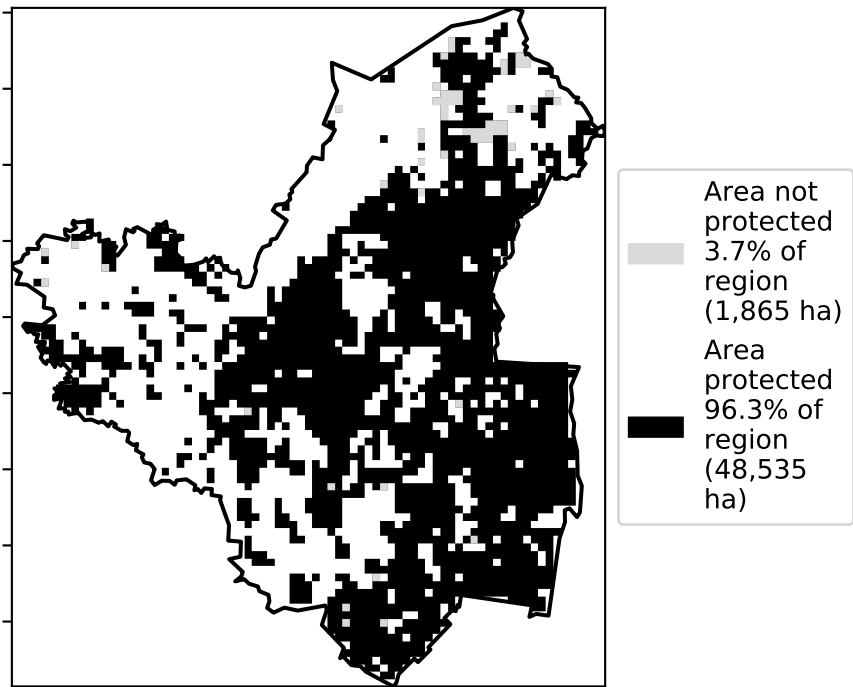 Area not
protected
3.7% of
region
(1,865 ha)
Area
protected
96.3% of
region
(48,535
ha)